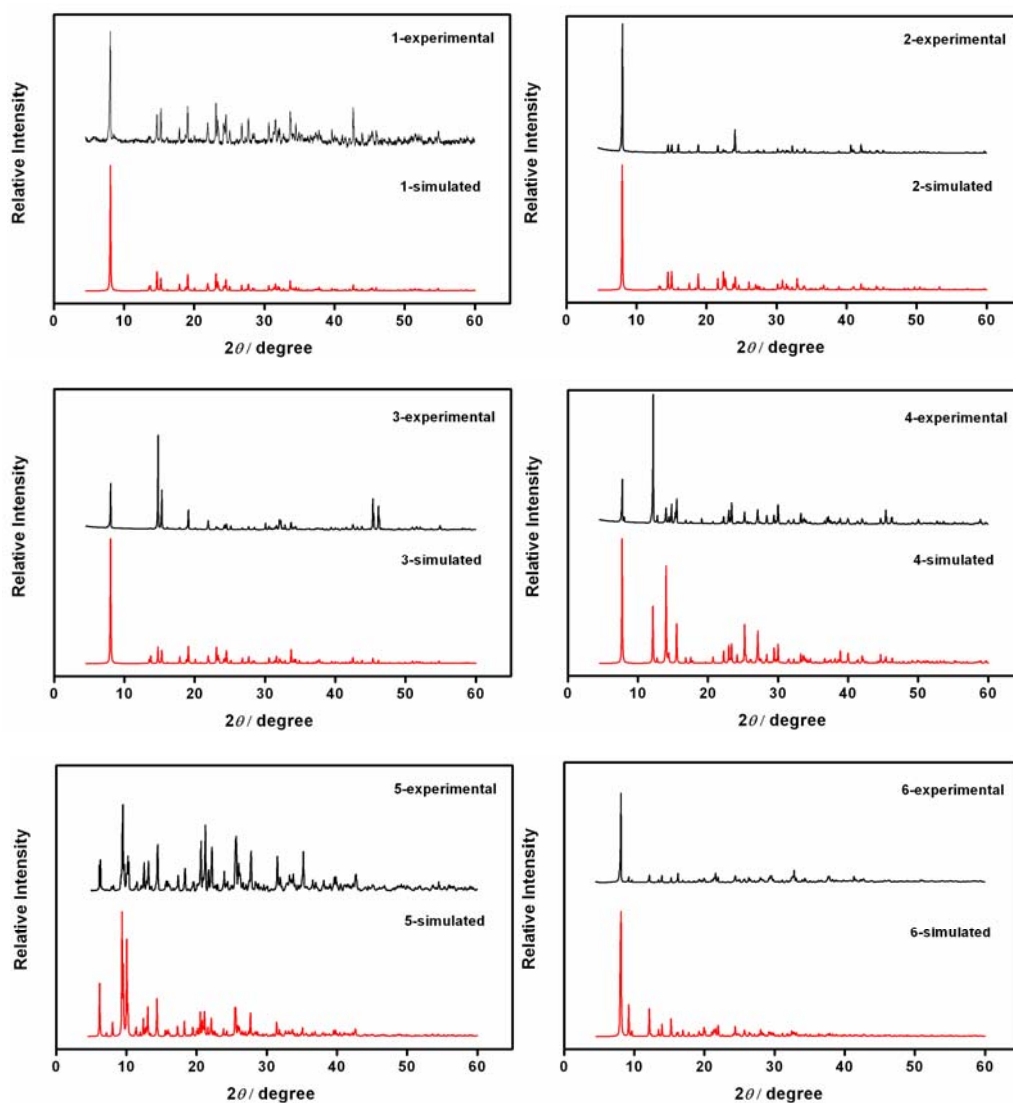 Relative Intensity
1-experimental
1-simulated
0 10 20 30 40 50 60
2θ / degree
Relative Intensity
2-experimental
2-simulated
0 10 20 30 40 50 60
2θ / degree
Relative Intensity
3-experimental
3-simulated
0 10 20 30 40 50 60
2θ / degree
Relative Intensity
4-experimental
4-simulated
0 10 20 30 40 50 60
2θ / degree
Relative Intensity
5-experimental
5-simulated
0 10 20 30 40 50 60
2θ / degree
Relative Intensity
6-experimental
6-simulated
0 10 20 30 40 50 60
2θ / degree